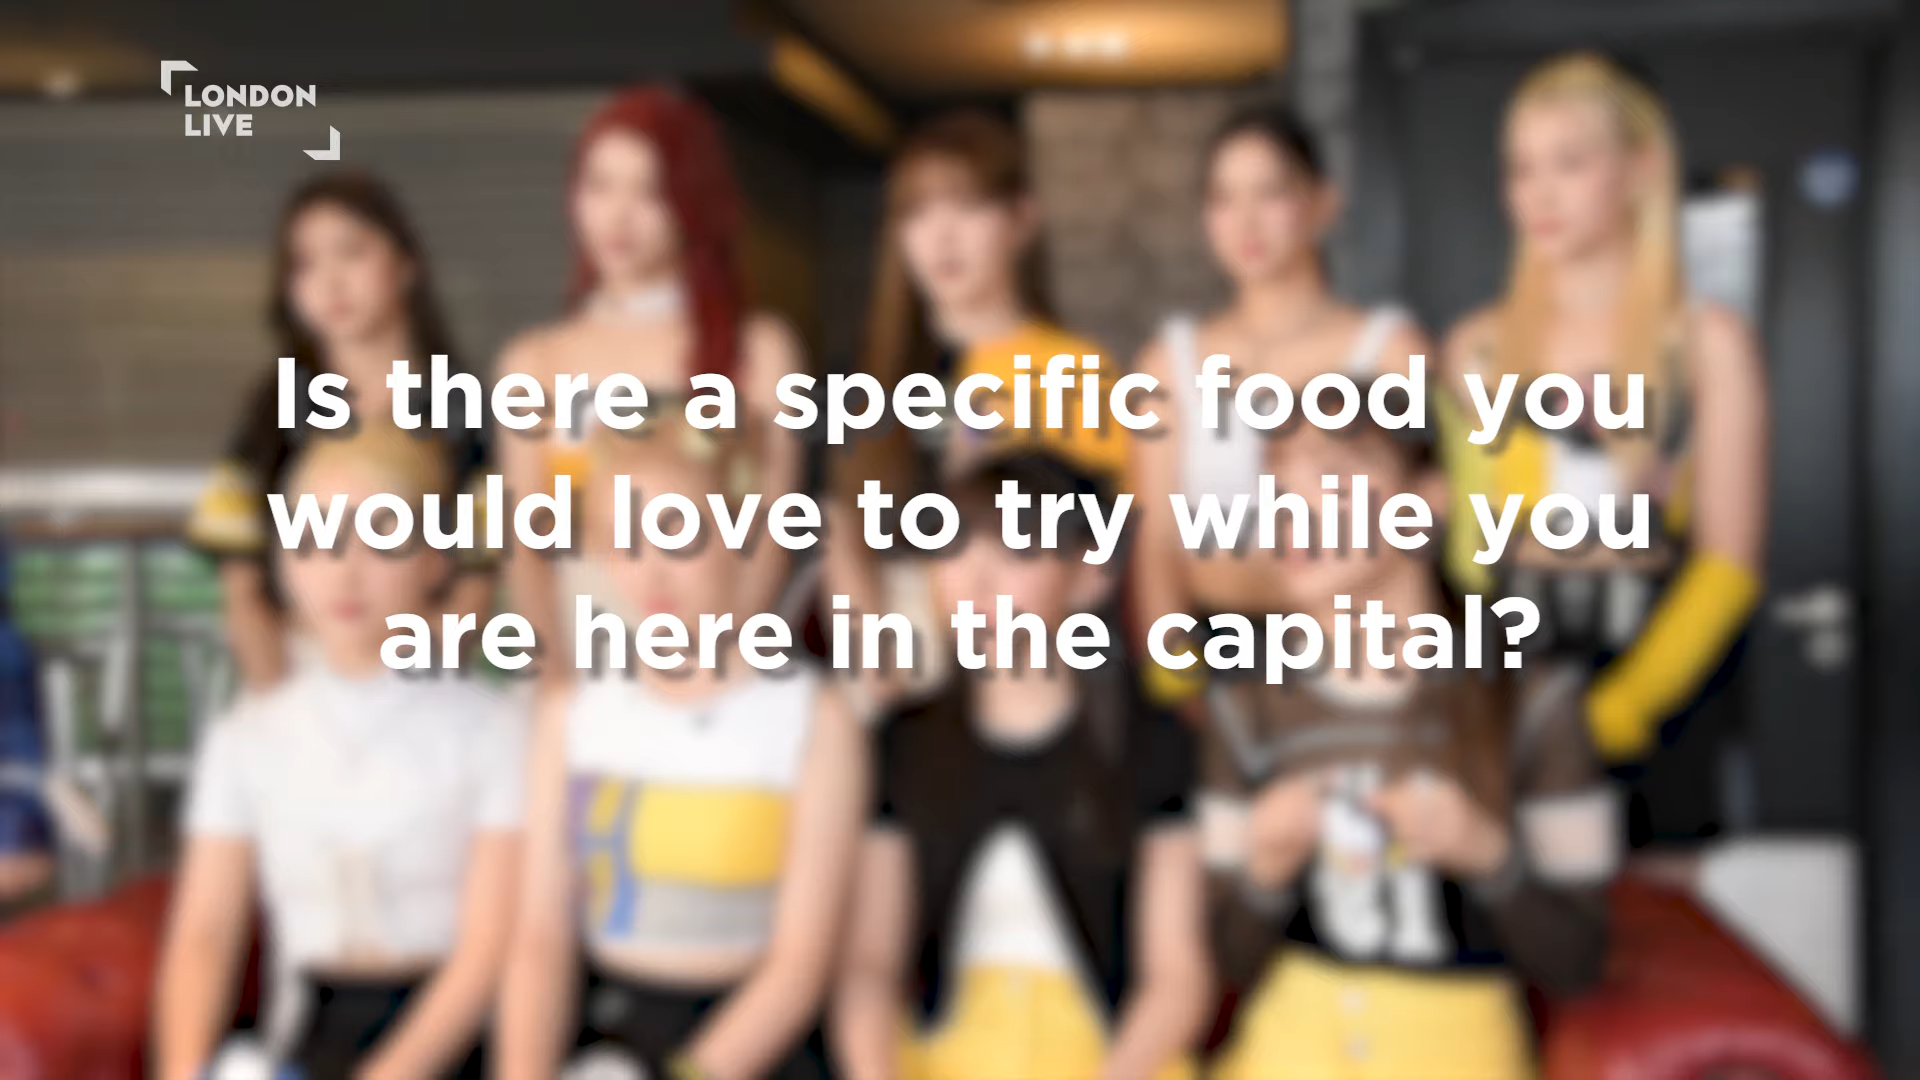 LONDON
LIVE
Is there a specific food you
would love to try while you
are here in the capital?